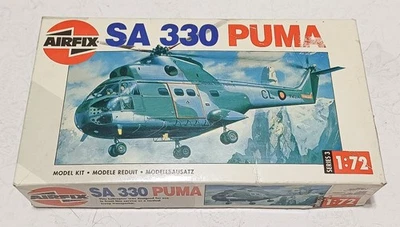 AIRFIX
SA 330 PUMA
CL
MODEL KIT • MODELE REDUIT • MODELLBAUSATZ
SERIES 3
1:72
AIRFIX
SA 330 PUMA
1:72